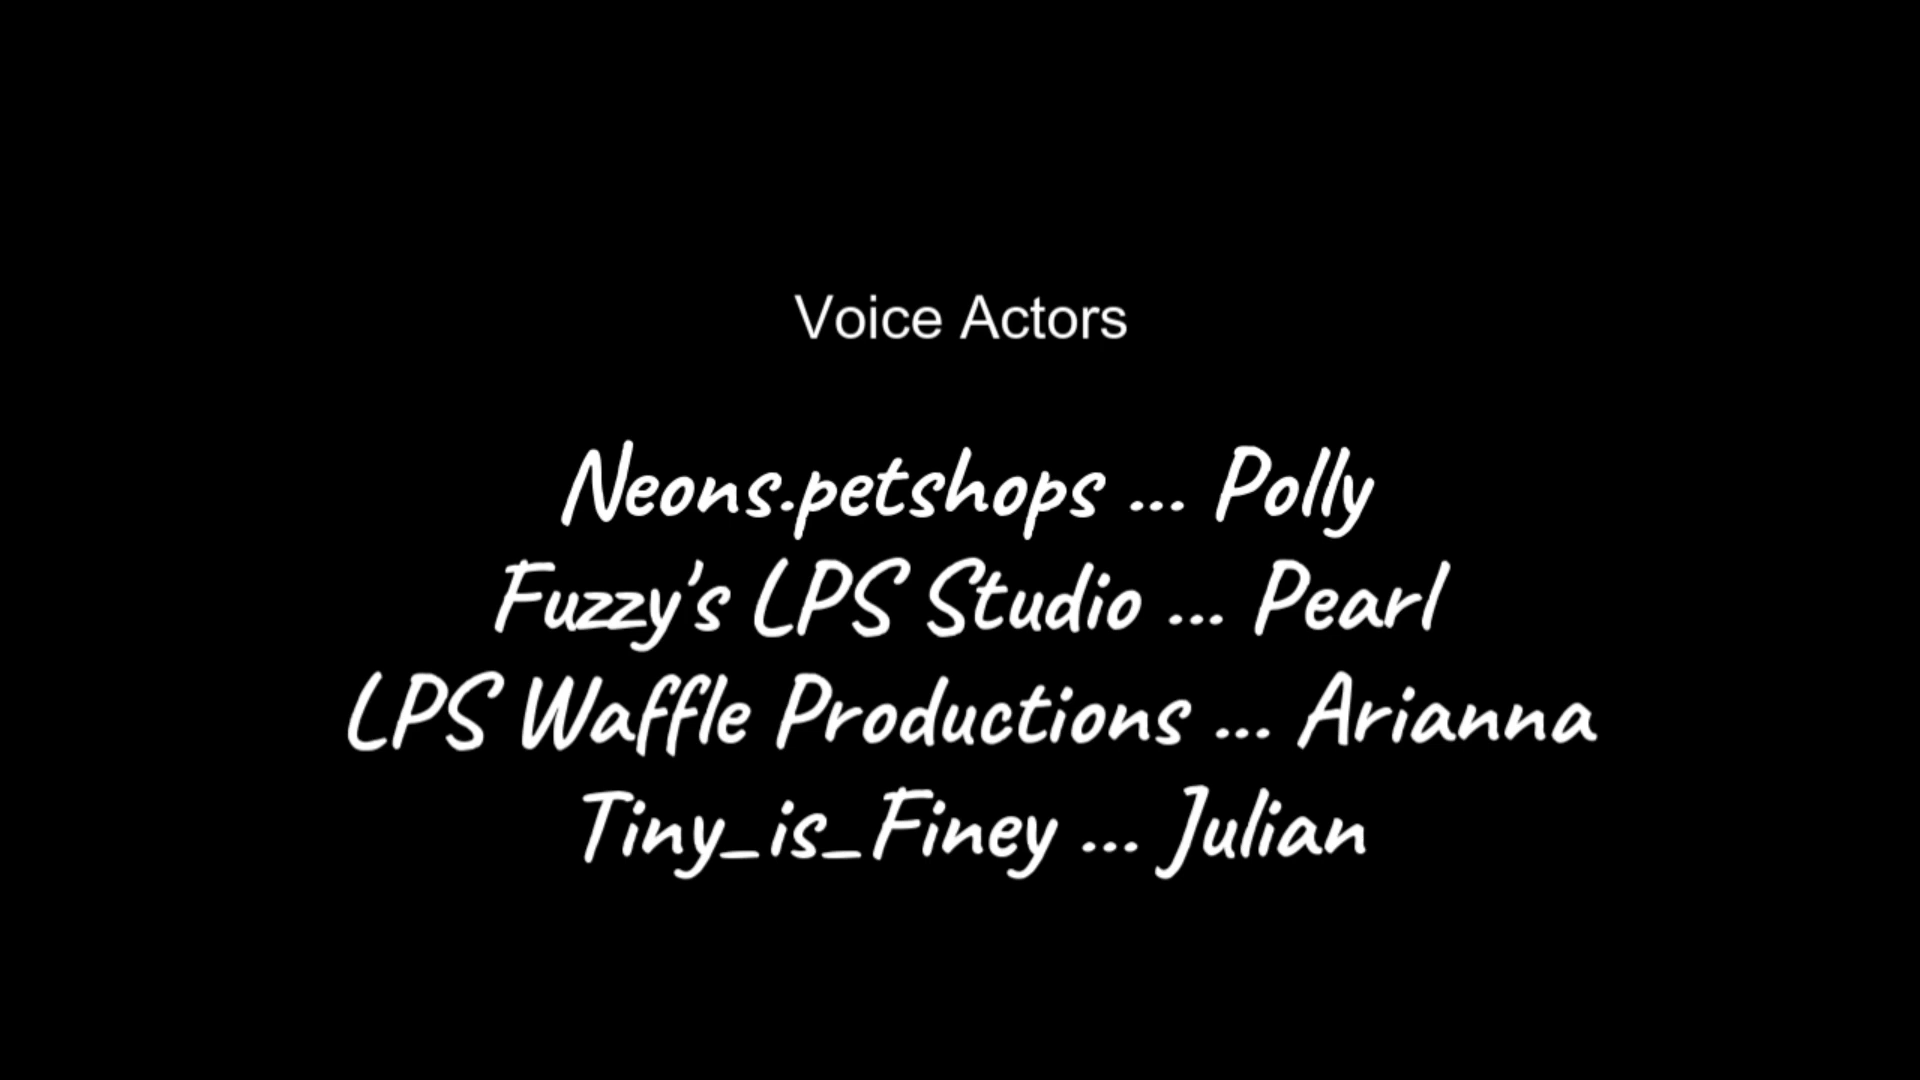 Voice Actors
Neons.petshops ... Polly
Fuzzy's LPS Studio ... Pearl
LPS Waffle Productions ... Arianna
Tiny_is_Finey ... Julian